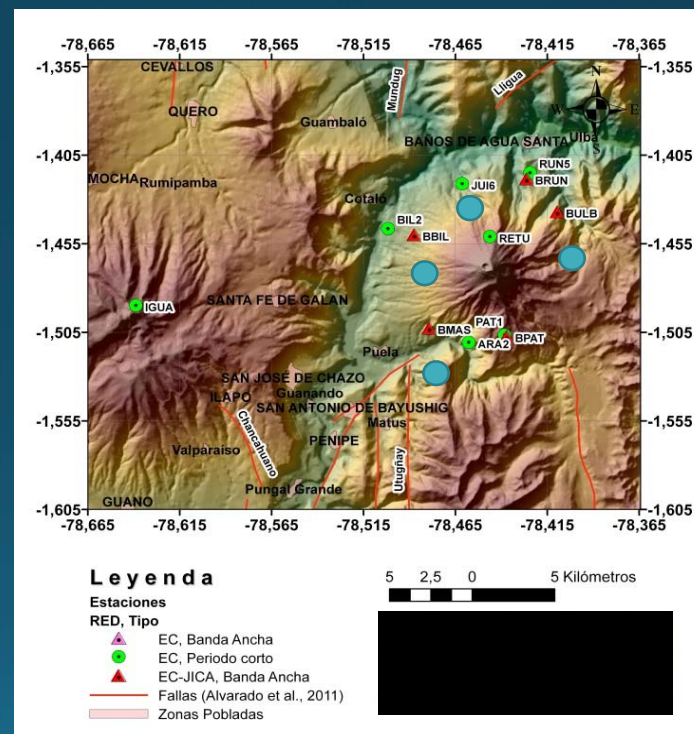 -78,665 -78,615 -78,565 -78,515 -78,465 -78,415 -78,365
-1,355 -1,355
CEVALLOS
Mundug
Lligua
N
QUERO
Guambaló
W E
S
BAÑOS DE AGUA SANTA
Ulba
-1,405 -1,405
RUN5
MOCHA Rumipamba
JUI6
BRUN
Cotaló
BIL2
BULB
BBIL
RETU
-1,455 -1,455
SANTA FE DE GALAN
IGUA
BMAS
PAT1
-1,505 -1,505
ARA2
BPAT
Puela
SAN JOSÉ DE CHAZO
ILAPO
Guanando
SAN ANTONIO DE BAYUSHIG
Matus
-1,555 -1,555
Chancahuano
PENIPE
Valparaíso
Utugñay
Pungal Grande
GUANO
-1,605 -1,605
-78,665 -78,615 -78,565 -78,515 -78,465 -78,415 -78,365
Leyenda
Estaciones
RED, Tipo
EC, Banda Ancha
EC, Periodo corto
EC-JICA, Banda Ancha
Fallas (Alvarado et al., 2011)
Zonas Pobladas
5 2,5 0 5 Kilómetros